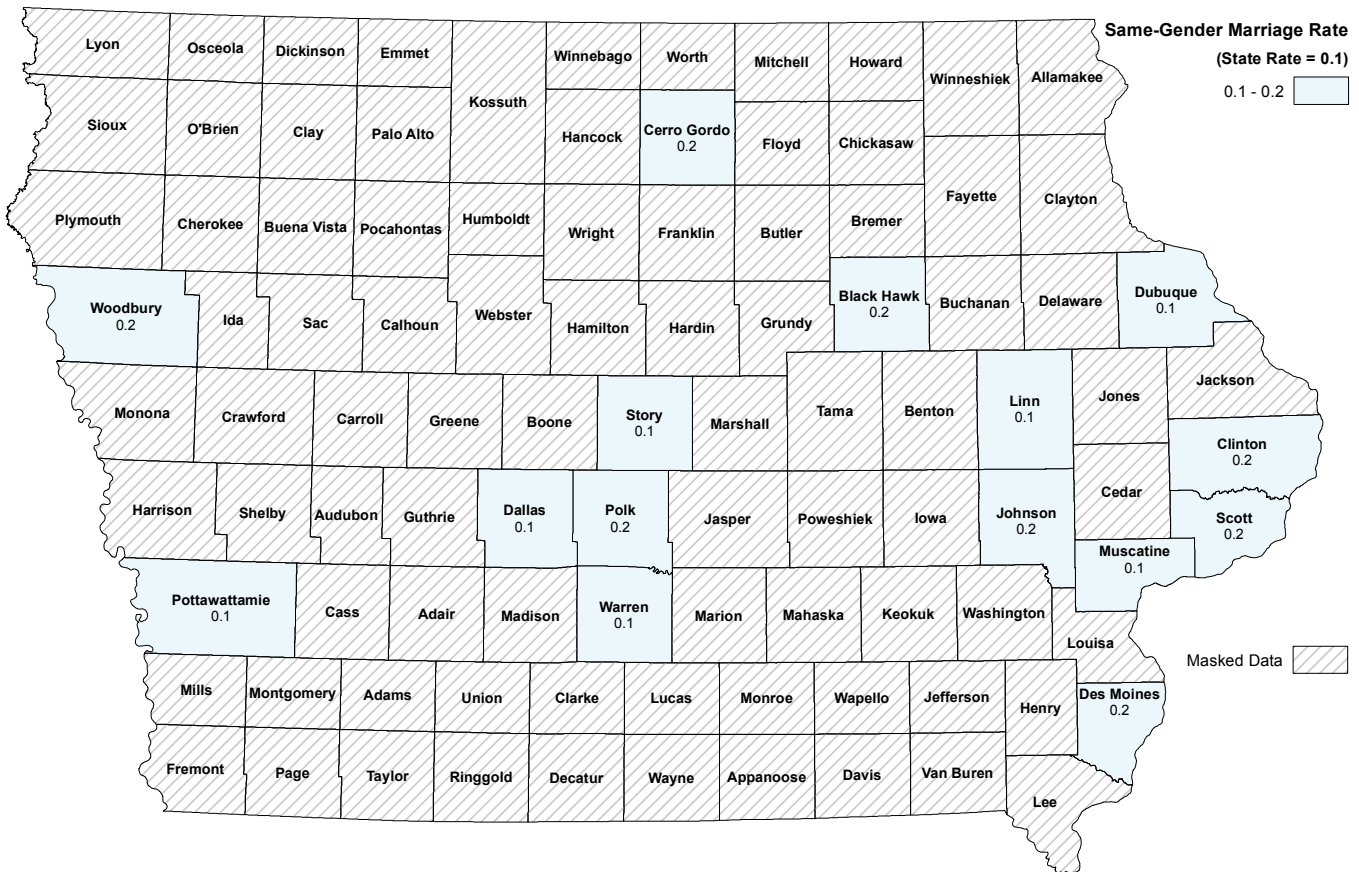 Same-Gender Marriage Rate
(State Rate = 0.1)
0.1 - 0.2
Lyon
Osceola
Dickinson
Emmet
Kossuth
Winnebago
Worth
Mitchell
Howard
Winneshiek
Allamakee
Sioux
O'Brien
Clay
Palo Alto
Hancock
Cerro Gordo
0.2
Floyd
Chickasaw
Fayette
Clayton
Plymouth
Cherokee
Buena Vista
Pocahontas
Humboldt
Wright
Franklin
Butler
Bremer
Woodbury
0.2
Ida
Sac
Calhoun
Webster
Hamilton
Hardin
Grundy
Black Hawk
0.2
Buchanan
Delaware
Dubuque
0.1
Monona
Crawford
Carroll
Greene
Boone
Story
0.1
Marshall
Tama
Benton
Linn
0.1
Jones
Jackson
Clinton
0.2
Harrison
Shelby
Audubon
Guthrie
Dallas
0.1
Polk
0.2
Jasper
Poweshiek
Iowa
Johnson
0.2
Cedar
Scott
0.2
Muscatine
0.1
Pottawattamie
0.1
Cass
Adair
Madison
Warren
0.1
Marion
Mahaska
Keokuk
Washington
Louisa
Masked Data
Mills
Montgomery
Adams
Union
Clarke
Lucas
Monroe
Wapello
Jefferson
Henry
Des Moines
0.2
Fremont
Page
Taylor
Ringgold
Decatur
Wayne
Appanoose
Davis
Van Buren
Lee